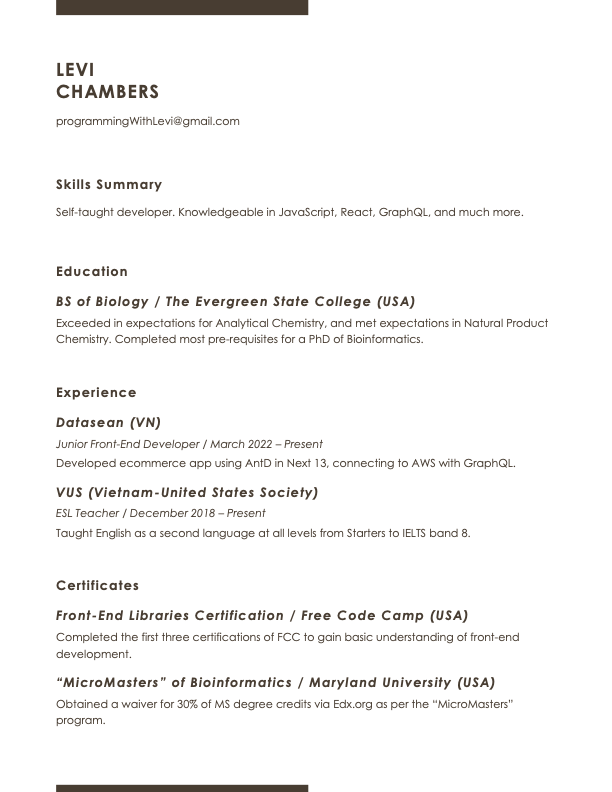 LEVI
CHAMBERS
programmingWithLevi@gmail.com
Skills Summary
Self-taught developer. Knowledgeable in JavaScript, React, GraphQL, and much more.
Education
BS of Biology / The Evergreen State College (USA)
Exceeded in expectations for Analytical Chemistry, and met expectations in Natural Product
Chemistry. Completed most pre-requisites for a PhD of Bioinformatics.
Experience
Datasean (VN)
Junior Front-End Developer / March 2022 – Present
Developed ecommerce app using AntD in Next 13, connecting to AWS with GraphQL.
VUS (Vietnam-United States Society)
ESL Teacher / December 2018 – Present
Taught English as a second language at all levels from Starters to IELTS band 8.
Certificates
Front-End Libraries Certification / Free Code Camp (USA)
Completed the first three certifications of FCC to gain basic understanding of front-end
development.
“MicroMasters” of Bioinformatics / Maryland University (USA)
Obtained a waiver for 30% of MS degree credits via Edx.org as per the “MicroMasters”
program.